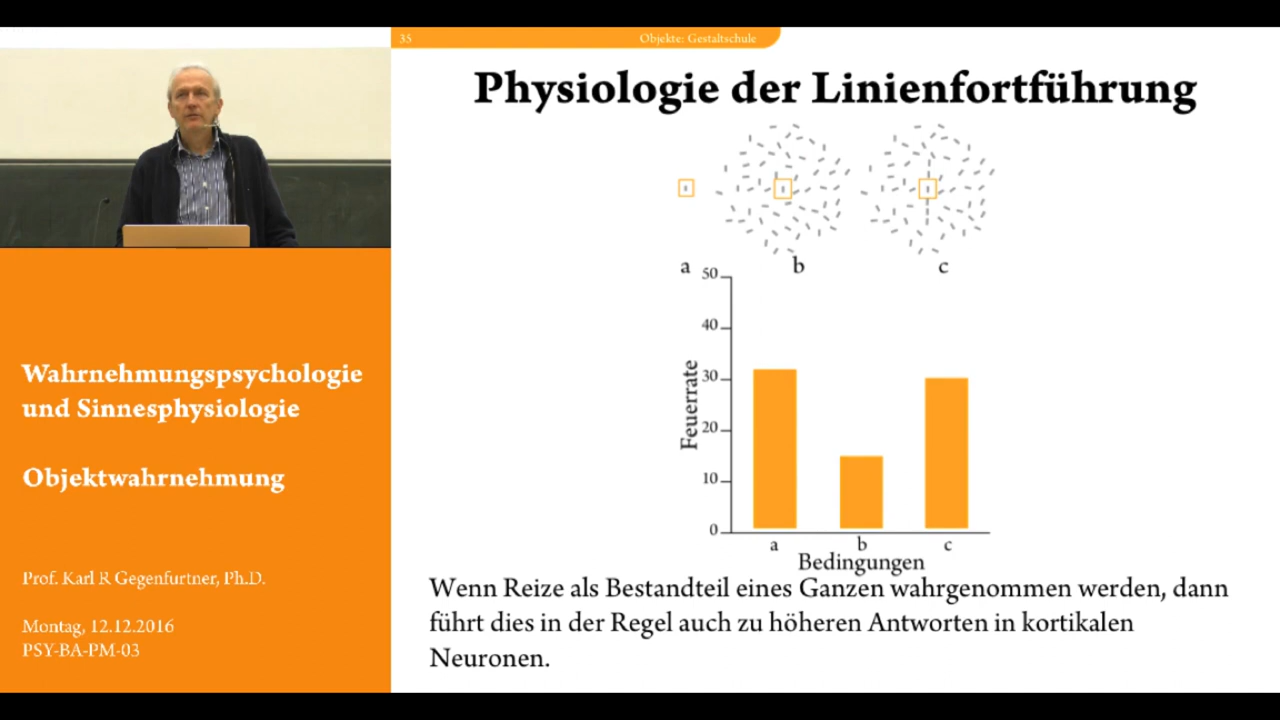 35
Objekte: Gestaltschule
Physiologie der Linienfortführung
a
b
c
50
40
30
20
10
0
Feuerrate
a
b
c
Bedingungen
Wenn Reize als Bestandteil eines Ganzen wahrgenommen werden, dann
führt dies in der Regel auch zu höheren Antworten in kortikalen
Neuronen.
Wahrnehmungspsychologie
und Sinnesphysiologie
Objektwahrnehmung
Prof. Karl R Gegenfurtner, Ph.D.
Montag, 12.12.2016
PSY-BA-PM-03